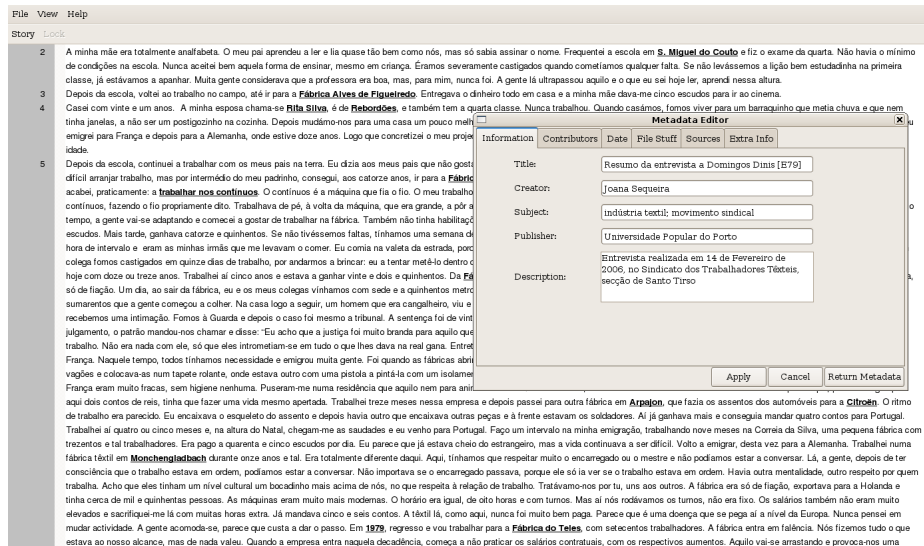 File View Help
Story Lock
2 A minha mãe era totalmente analfabeta. O meu pai aprendeu a ler e lia quase tão bem como nós, mas só sabia assinar o nome. Frequentei a escola em S. Miguel do Couto e fiz o exame da quarta. Não havia o mínimo
de condições na escola. Nunca aceitei bem aquela forma de ensinar, mesmo em criança. Éramos severamente castigados quando cometíamos qualquer falta. Se não levássemos a lição bem estudadinha na primeira
classe, já estávamos a apanhar. Muita gente considerava que a professora era boa, mas, para mim, nunca foi. A gente lá ultrapassou aquilo e o que eu sei hoje ler, aprendi nessa altura.
3 Depois da escola, voltei ao trabalho no campo, até ir para a Fábrica Alves de Figueiredo. Entregava o dinheiro todo em casa e a minha mãe dava-me cinco escudos para ir ao cinema.
4 Casei com vinte e um anos. A minha esposa chama-se Rita Silva, é de Rebordões, e também tem a quarta classe. Nunca trabalhou. Quando casámos, fomos viver para um barraquinho que metia chuva e que nem
tinha janelas, a não ser um postigozinho na cozinha. Depois mudámo-nos para uma casa um pouco melh
emigrei para França e depois para a Alemanha, onde estive doze anos. Logo que concretizei o meu proje
idade.
5 Depois da escola, continuei a trabalhar com os meus pais na terra. Eu dizia aos meus pais que não gosta
difícil arranjar trabalho, mas por intermédio do meu padrinho, consegui, aos catorze anos, ir para a Fábric
acabei, praticamente: a trabalhar nos contínuos. O contínuos é a máquina que fia o fio. O meu trabalho
contínuos, fazendo o fio propriamente dito. Trabalhava de pé, à volta da máquina, que era grande, a pôr a
tempo, a gente vai-se adaptando e comecei a gostar de trabalhar na fábrica. Também não tinha habilitaçõ
escudos. Mais tarde, ganhava catorze e quinhentos. Se não tivéssemos faltas, tínhamos uma semana de
hora de intervalo e eram as minhas irmãs que me levavam o comer. Eu comia na valeta da estrada, porq
colega fomos castigados em quinze dias de trabalho, por andarmos a brincar: eu a tentar metê-lo dentro d
hoje com doze ou treze anos. Trabalhei aí cinco anos e estava a ganhar vinte e dois e quinhentos. Da Fá
só de fiação. Um dia, ao sair da fábrica, eu e os meus colegas vínhamos com sede e a quinhentos metro
sumarentos que a gente começou a colher. Na casa logo a seguir, um homem que era cangalheiro, viu e
recebemos uma intimação. Fomos à Guarda e depois o caso foi mesmo a tribunal. A sentença foi de vint
julgamento, o patrão mandou-nos chamar e disse: "Eu acho que a justiça foi muito branda para aquilo que
trabalho. Não era nada com ele, só que eles intrometiam-se em tudo o que lhes dava na real gana. Entret
França. Naquele tempo, todos tínhamos necessidade e emigrou muita gente. Foi quando as fábricas abri
vagões e colocava-as num tapete rolante, onde estava outro com uma pistola a pintá-la com um isolamen
França eram muito fracas, sem higiene nenhuma. Puseram-me numa residência que aquilo nem para anir
aqui dois contos de reis, tinha que fazer uma vida mesmo apertada. Trabalhei treze meses nessa empresa e depois passei para outra fábrica em Arpajon, que fazia os assentos dos automóveis para a Citroën. O ritmo
de trabalho era parecido. Eu encaixava o esqueleto do assento e depois havia outro que encaixava outras peças e à frente estavam os soldadores. Aí já ganhava mais e conseguia mandar quatro contos para Portugal.
Trabalhei aí quatro ou cinco meses e, na altura do Natal, chegam-me as saudades e eu venho para Portugal. Faço um intervalo na minha emigração, trabalhando nove meses na Correia da Silva, uma pequena fábrica com
trezentos e tal trabalhadores. Era pago a quarenta e cinco escudos por dia. Eu parece que já estava cheio do estrangeiro, mas a vida continuava a ser difícil. Volto a emigrar, desta vez para a Alemanha. Trabalhei numa
fábrica têxtil em Monchengladbach durante onze anos e tal. Era totalmente diferente daqui. Aqui, tínhamos que respeitar muito o encarregado ou o mestre e não podíamos estar a conversar. Lá, a gente, depois de ter
consciência que o trabalho estava em ordem, podíamos estar a conversar. Não importava se o encarregado passava, porque ele só ia ver se o trabalho estava em ordem. Havia outra mentalidade, outro respeito por quem
trabalha. Acho que eles tinham um nível cultural um bocadinho mais acima de nós, no que respeita à relação de trabalho. Tratávamo-nos por tu, uns aos outros. A fábrica era só de fiação, exportava para a Holanda e
tinha cerca de mil e quinhentas pessoas. As máquinas eram muito mais modernas. O horário era igual, de oito horas e com turnos. Mas aí nós rodávamos os turnos, não era fixo. Os salários também não eram muito
elevados e sacrifiquei-me lá com muitas horas extra. Já mandava cinco e seis contos. A têxtil lá, como aqui, nunca foi muito bem paga. Parece que é uma doença que se pega aí a nível da Europa. Nunca pensei em
mudar actividade. A gente acomoda-se, parece que custa a dar o passo. Em 1979, regresso e vou trabalhar para a Fábrica do Teles, com setecentos trabalhadores. A fábrica entra em falência. Nós fizemos tudo o que
estava ao nosso alcance, mas de nada valeu. Quando a empresa entra naquela decadência, começa a não praticar os salários contratuais, com os respectivos aumentos. Aquilo vai-se arrastando e provoca-nos uma
Metadata Editor
Information Contributors Date File Stuff Sources Extra Info
Title: Resumo da entrevista a Domingos Dinis [E79]
Creator: Joana Sequeira
Subject: indústria textil; movimento sindical
Publisher: Universidade Popular do Porto
Description: Entrevista realizada em 14 de Fevereiro de
2006, no Sindicato dos Trabalhadores Têxteis,
secção de Santo Tirso
Apply Cancel Return Metadata